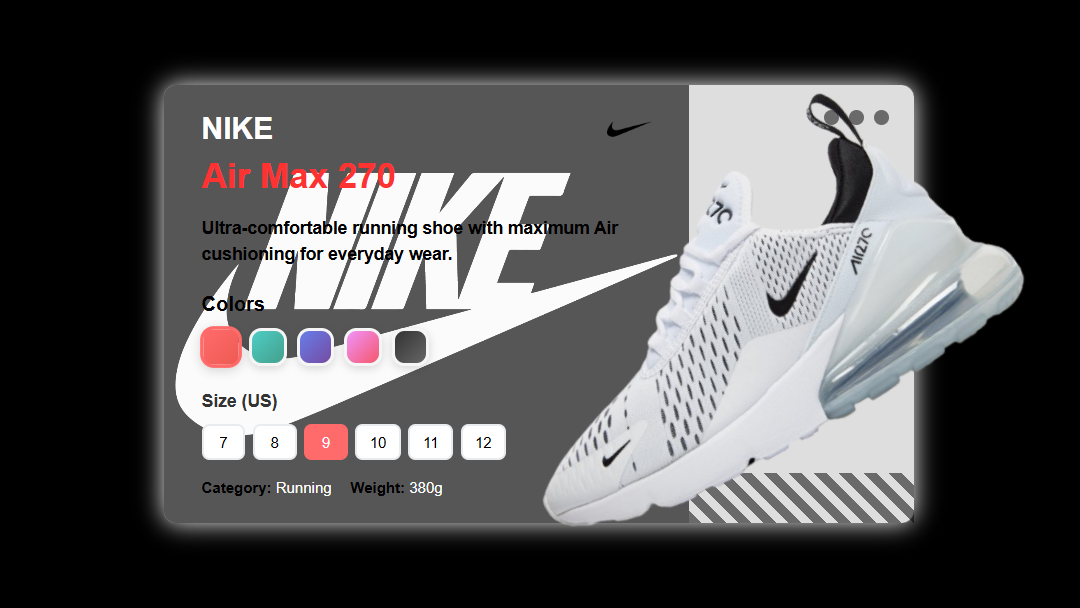 NIKE
Air Max 270
NIKE
Ultra-comfortable running shoe with maximum Air
cushioning for everyday wear.
Colors
Size (US)
7 8 9 10 11 12
Category: Running Weight: 380g
AIR27C